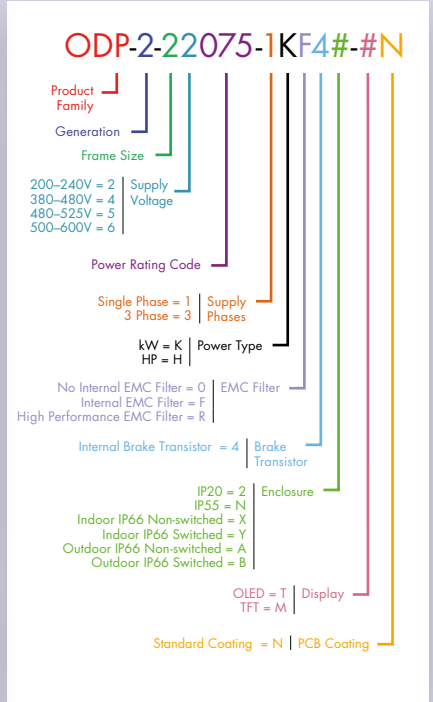 ODP-2-22075-1KF4#-#N
Product
Family
Generation
Frame Size
200–240V = 2
380–480V = 4
480–525V = 5
500–600V = 6
Supply
Voltage
Power Rating Code
Single Phase = 1
3 Phase = 3
Supply
Phases
kW = K
HP = H
Power Type
No Internal EMC Filter = 0
Internal EMC Filter = F
High Performance EMC Filter = R
EMC Filter
Internal Brake Transistor = 4
Brake
Transistor
IP20 = 2
IP55 = N
Indoor IP66 Non-switched = X
Indoor IP66 Switched = Y
Outdoor IP66 Non-switched = A
Outdoor IP66 Switched = B
Enclosure
OLED = T
TFT = M
Display
Standard Coating = N
PCB Coating